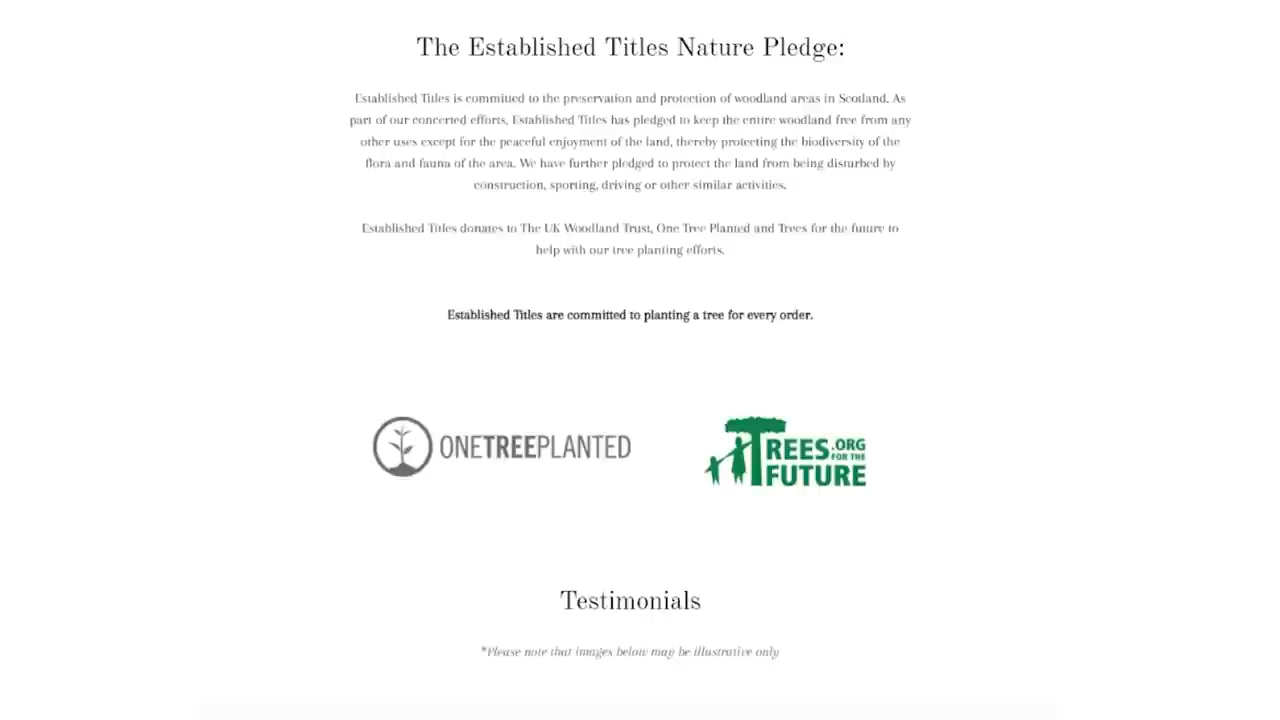 The Established Titles Nature Pledge:
Established Titles is committed to the preservation and protection of woodland areas in Scotland. As
part of our concerted efforts, Established Titles has pledged to keep the entire woodland free from any
other uses except for the peaceful enjoyment of the land, thereby protecting the biodiversity of the
flora and fauna of the area. We have further pledged to protect the land from being disturbed by
construction, sporting, driving or other similar activities.
Established Titles donates to The UK Woodland Trust, One Tree Planted and Trees for the future to
help with our tree planting efforts.
Established Titles are committed to planting a tree for every order.
ONETREEPLANTED
TREES.ORG
FOR THE
FUTURE
Testimonials
*Please note that images below may be illustrative only